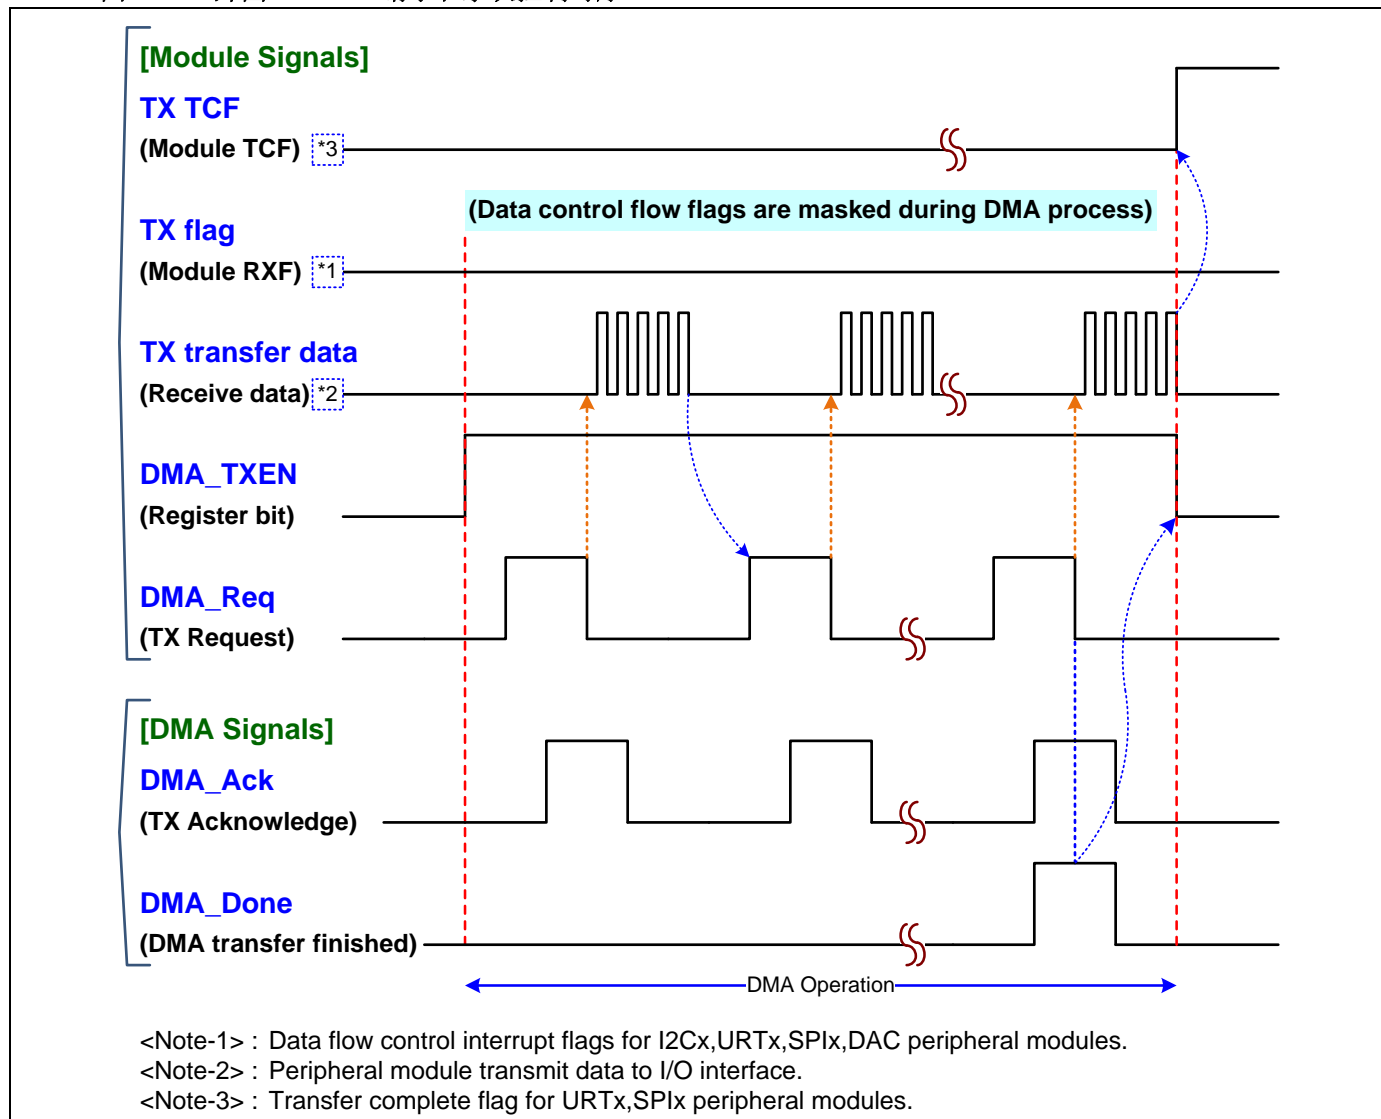 [Module Signals]
TX TCF
(Module TCF) *3
(Data control flow flags are masked during DMA process)
TX flag
(Module RXF) *1
TX transfer data
(Receive data) *2
DMA_TXEN
(Register bit)
DMA_Req
(TX Request)
[DMA Signals]
DMA_Ack
(TX Acknowledge)
DMA_Done
(DMA transfer finished)
DMA Operation
<Note-1> : Data flow control interrupt flags for I2Cx,URTx,SPIx,DAC peripheral modules.
<Note-2> : Peripheral module transmit data to I/O interface.
<Note-3> : Transfer complete flag for URTx,SPIx peripheral modules.